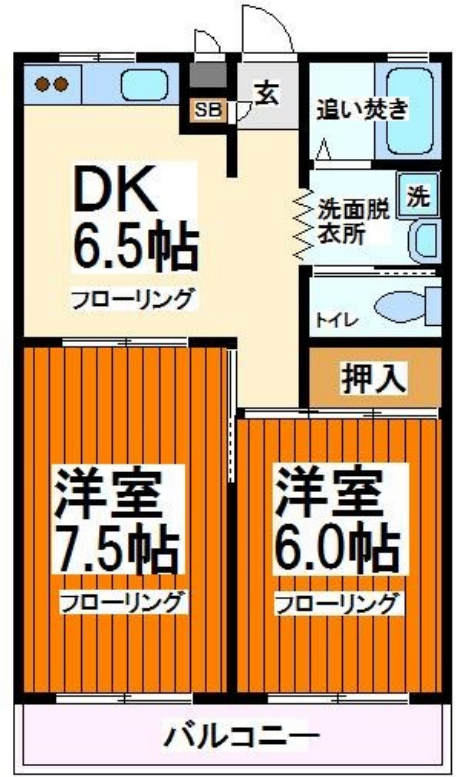 玄
SB
追い焚き
DK
6.5帖
フローリング
洗
洗面脱
衣所
トイレ
押入
洋室
7.5帖
フローリング
洋室
6.0帖
フローリング
バルコニー